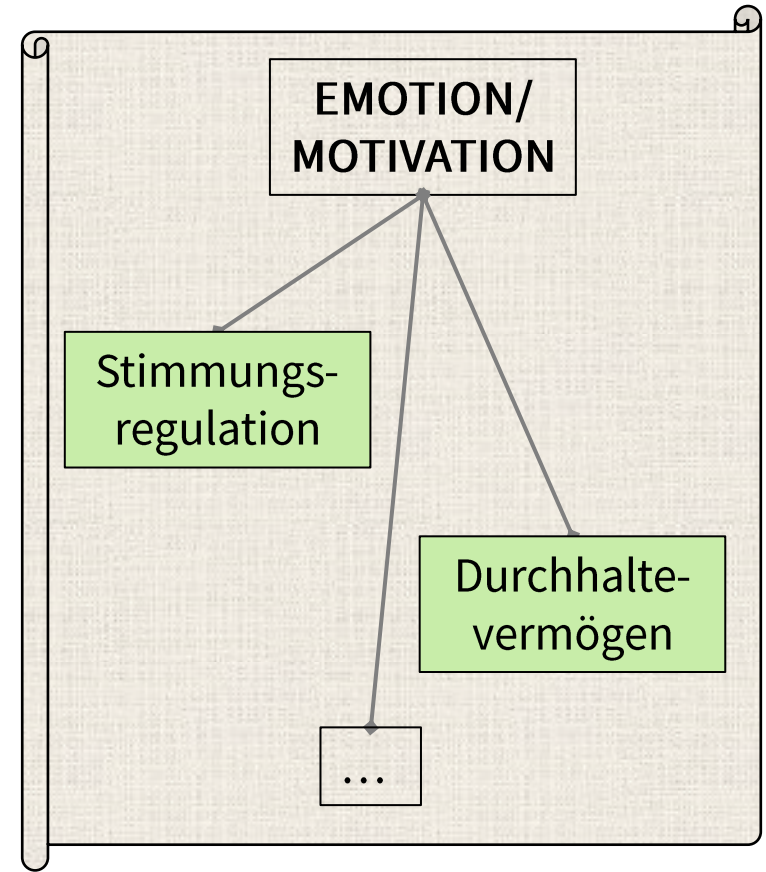 EMOTION/
MOTIVATION
Stimmungs-
regulation
Durchhalte-
vermögen
...